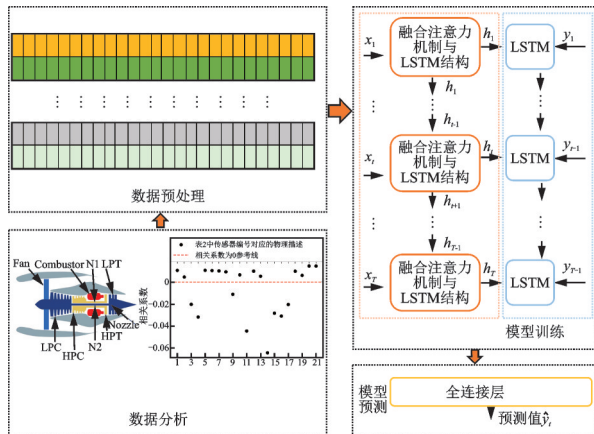 数据预处理
Fan Combustor N1 LPT
LPC HPC N2 HPT Nozzle
• 表2中传感器编号对应的物理描述
相关系数为0参考线
相关系数
0
−0.02
−0.04
−0.06
1 3 5 7 9 11 13 15 17 19 21
数据分析
x1 融合注意力机制与LSTM结构 h1 LSTM y1
h1
ht-1
xt 融合注意力机制与LSTM结构 ht LSTM yt-1
ht+1
hT-1
xT 融合注意力机制与LSTM结构 hT LSTM yT-1
模型训练
模型预测
全连接层
预测值ŷt